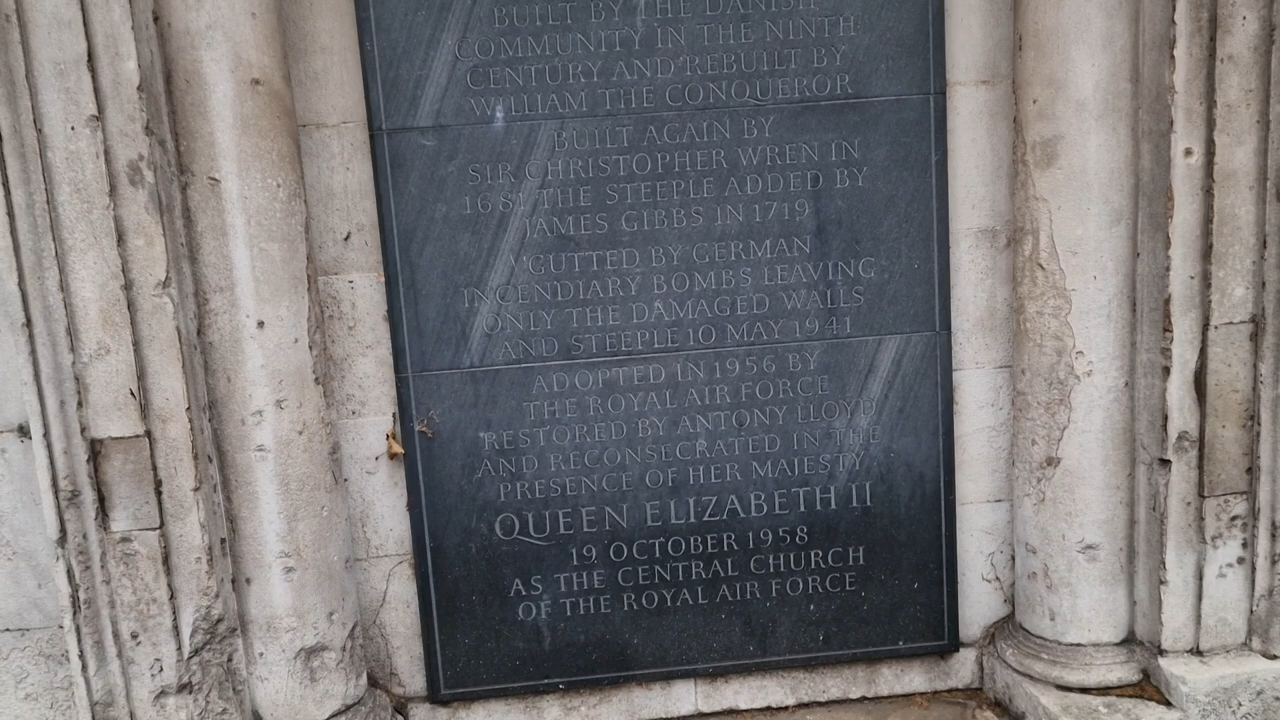 BUILT BY THE DANISH
COMMUNITY IN THE NINTH
CENTURY AND REBUILT BY
WILLIAM THE CONQUEROR
BUILT AGAIN BY
SIR CHRISTOPHER WREN IN
1681 THE STEEPLE ADDED BY
JAMES GIBBS IN 1719
GUTTED BY GERMAN
INCENDIARY BOMBS LEAVING
ONLY THE DAMAGED WALLS
AND STEEPLE 10 MAY 1941
ADOPTED IN 1956 BY
THE ROYAL AIR FORCE
RESTORED BY ANTONY LLOYD
AND RECONSECRATED IN THE
PRESENCE OF HER MAJESTY
QUEEN ELIZABETH II
19 OCTOBER 1958
AS THE CENTRAL CHURCH
OF THE ROYAL AIR FORCE